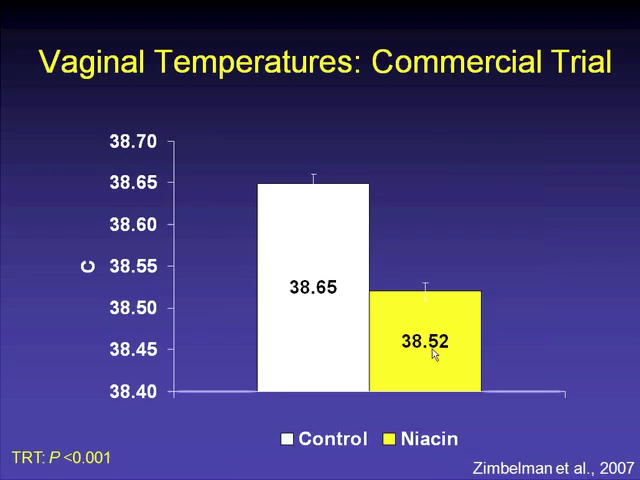 Vaginal Temperatures: Commercial Trial
38.70
38.65
38.60
38.55
38.50
38.45
38.40
C
38.65
38.52
Control Niacin
TRT: P <0.001
Zimbelman et al., 2007